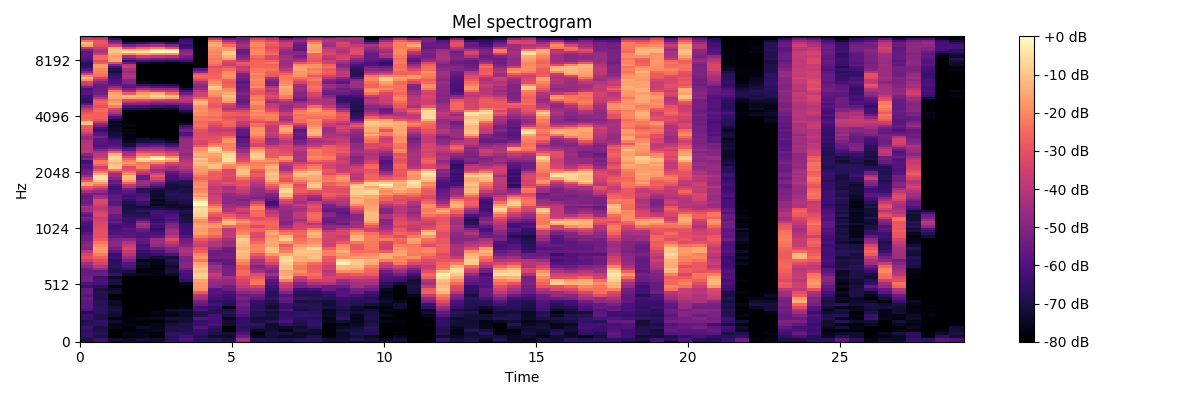 Mel spectrogram
+0 dB
8192
-10 dB
4096
-20 dB
-30 dB
2048
-40 dB
Hz
1024
-50 dB
512
-60 dB
-70 dB
0
-80 dB
0 5 10 15 20 25
Time